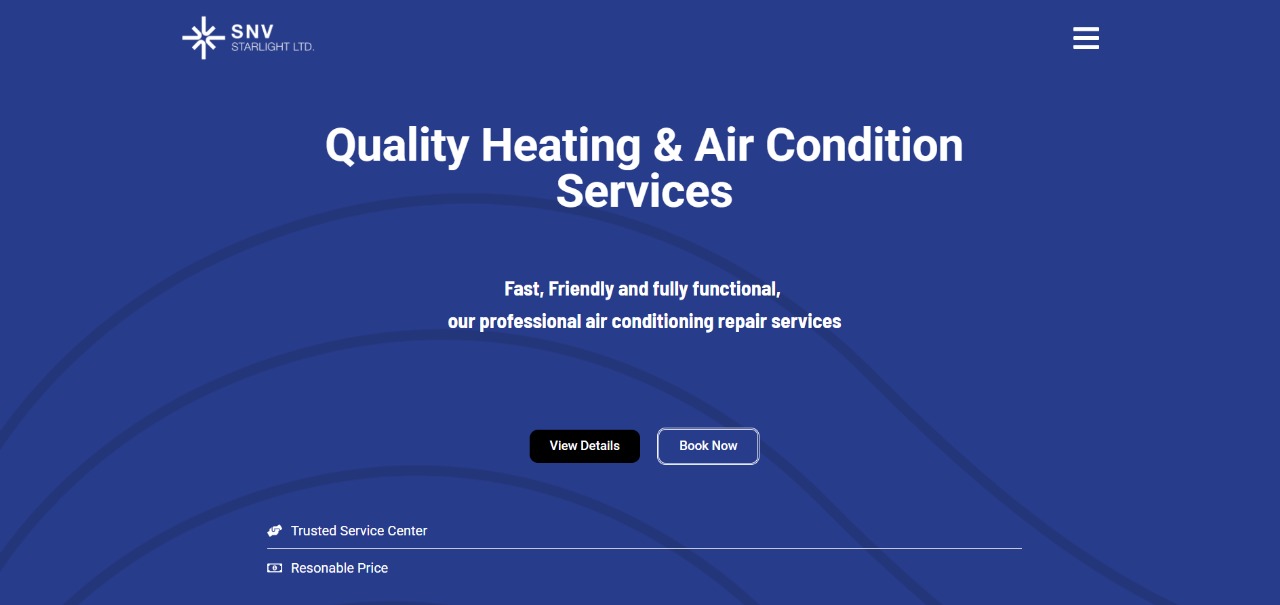 SNV
STARLIGHT LTD.
Quality Heating & Air Condition
Services
Fast, Friendly and fully functional,
our professional air conditioning repair services
View Details
Book Now
Trusted Service Center
Resonable Price